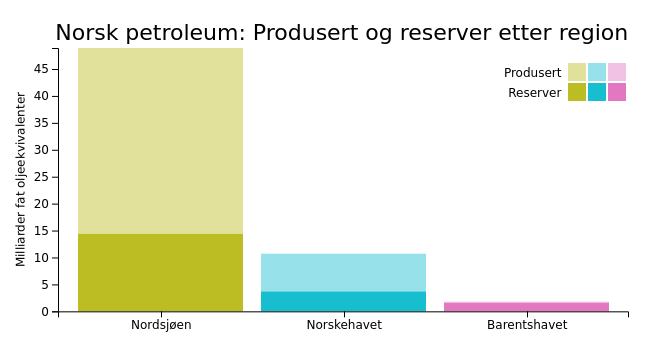 Norsk petroleum: Produsert og reserver etter region
Produsert
Reserver
Milliarder fat oljeekvivalenter
45
40
35
30
25
20
15
10
5
0
Nordsjøen
Norskehavet
Barentshavet